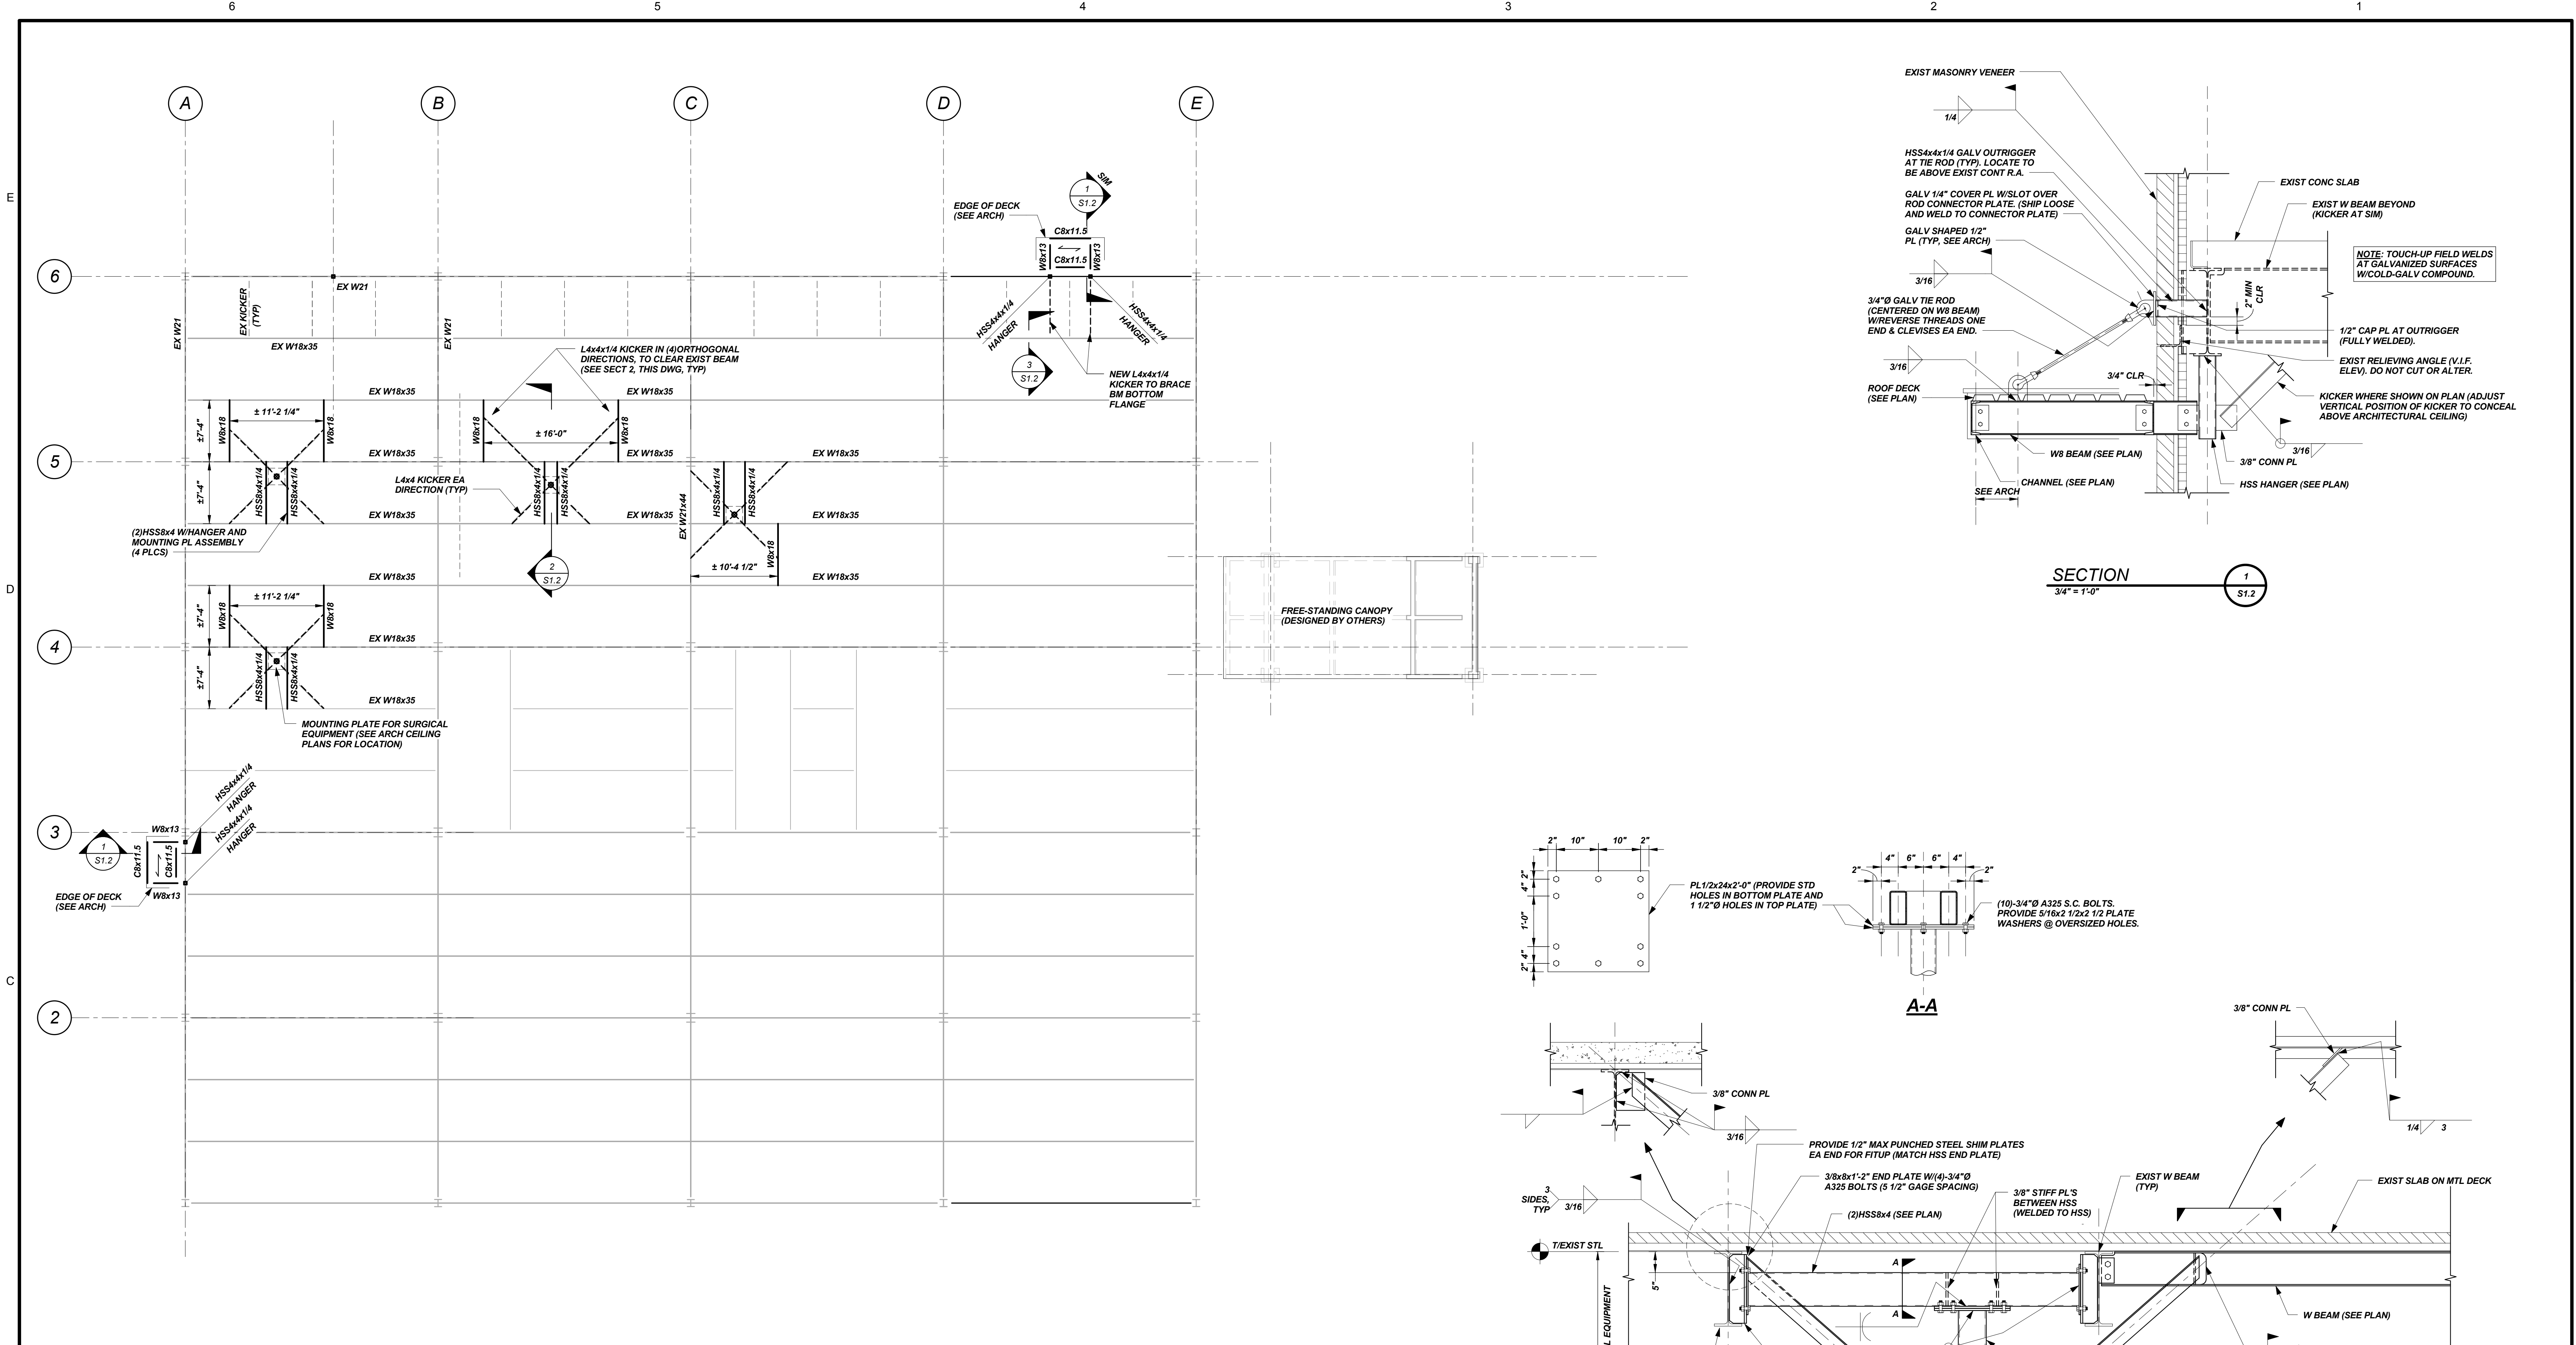 6
5
4
3
2
1
E
D
C
A
B
C
D
E
6
5
4
3
2
EDGE OF DECK
(SEE ARCH)
1
S1.2
SIM
C8x11.5
W8x13
C8x11.5
W8x13
HSS4x4x1/4
HANGER
HSS4x4x1/4
HANGER
3
S1.2
NEW L4x4x1/4
KICKER TO BRACE
BM BOTTOM
FLANGE
EX W21
EX KICKER
(TYP)
EX W21
EX W21
EX W18x35
L4x4x1/4 KICKER IN (4)ORTHOGONAL
DIRECTIONS, TO CLEAR EXIST BEAM
(SEE SECT 2, THIS DWG, TYP)
EX W18x35
EX W18x35
± 11'-2 1/4"
±7'-4"
W8x18
W8x18
± 16'-0"
W8x18
W8x18
EX W18x35
EX W18x35
EX W18x35
±7'-4"
HSS8x4x1/4
HSS8x4x1/4
L4x4 KICKER EA
DIRECTION (TYP)
HSS8x4x1/4
HSS8x4x1/4
HSS8x4x1/4
HSS8x4x1/4
EX W18x35
EX W18x35
EX W18x35
EX W21x44
(2)HSS8x4 W/HANGER AND
MOUNTING PL ASSEMBLY
(4 PLCS)
2
S1.2
W8x18
± 10'-4 1/2"
EX W18x35
EX W18x35
± 11'-2 1/4"
±7'-4"
W8x18
W8x18
EX W18x35
±7'-4"
HSS8x4x1/4
HSS8x4x1/4
EX W18x35
MOUNTING PLATE FOR SURGICAL
EQUIPMENT (SEE ARCH CEILING
PLANS FOR LOCATION)
HSS4x4x1/4
HANGER
HSS4x4x1/4
HANGER
1
S1.2
W8x13
C8x11.5
C8x11.5
W8x13
EDGE OF DECK
(SEE ARCH)
FREE-STANDING CANOPY
(DESIGNED BY OTHERS)
EXIST MASONRY VENEER
1/4
HSS4x4x1/4 GALV OUTRIGGER
AT TIE ROD (TYP). LOCATE TO
BE ABOVE EXIST CONT R.A.
GALV 1/4" COVER PL W/SLOT OVER
ROD CONNECTOR PLATE. (SHIP LOOSE
AND WELD TO CONNECTOR PLATE)
GALV SHAPED 1/2"
PL (TYP, SEE ARCH)
3/16
3/4"Ø GALV TIE ROD
(CENTERED ON W8 BEAM)
W/REVERSE THREADS ONE
END & CLEVISES EA END.
3/16
ROOF DECK
(SEE PLAN)
3/4" CLR
W8 BEAM (SEE PLAN)
CHANNEL (SEE PLAN)
SEE ARCH
EXIST CONC SLAB
EXIST W BEAM BEYOND
(KICKER AT SIM)
NOTE: TOUCH-UP FIELD WELDS
AT GALVANIZED SURFACES
W/COLD-GALV COMPOUND.
2" MIN
CLR
1/2" CAP PL AT OUTRIGGER
(FULLY WELDED).
EXIST RELIEVING ANGLE (V.I.F.
ELEV). DO NOT CUT OR ALTER.
KICKER WHERE SHOWN ON PLAN (ADJUST
VERTICAL POSITION OF KICKER TO CONCEAL
ABOVE ARCHITECTURAL CEILING)
3/16
3/8" CONN PL
HSS HANGER (SEE PLAN)
SECTION
3/4" = 1'-0"
1
S1.2
2" 10" 10" 2"
2"
4"
1'-0"
4"
2"
PL1/2x24x2'-0" (PROVIDE STD
HOLES IN BOTTOM PLATE AND
1 1/2"Ø HOLES IN TOP PLATE)
4" 6" 6" 4"
2" 2"
(10)-3/4"Ø A325 S.C. BOLTS.
PROVIDE 5/16x2 1/2x2 1/2 PLATE
WASHERS @ OVERSIZED HOLES.
A-A
3/8" CONN PL
3/16
3/8" CONN PL
1/4 3
PROVIDE 1/2" MAX PUNCHED STEEL SHIM PLATES
EA END FOR FITUP (MATCH HSS END PLATE)
3/8x8x1'-2" END PLATE W/(4)-3/4"Ø
A325 BOLTS (5 1/2" GAGE SPACING)
3
SIDES,
TYP
3/16
(2)HSS8x4 (SEE PLAN)
3/8" STIFF PL'S
BETWEEN HSS
(WELDED TO HSS)
EXIST W BEAM
(TYP)
EXIST SLAB ON MTL DECK
T/EXIST STL
5"
A
A
L EQUIPMENT
W BEAM (SEE PLAN)